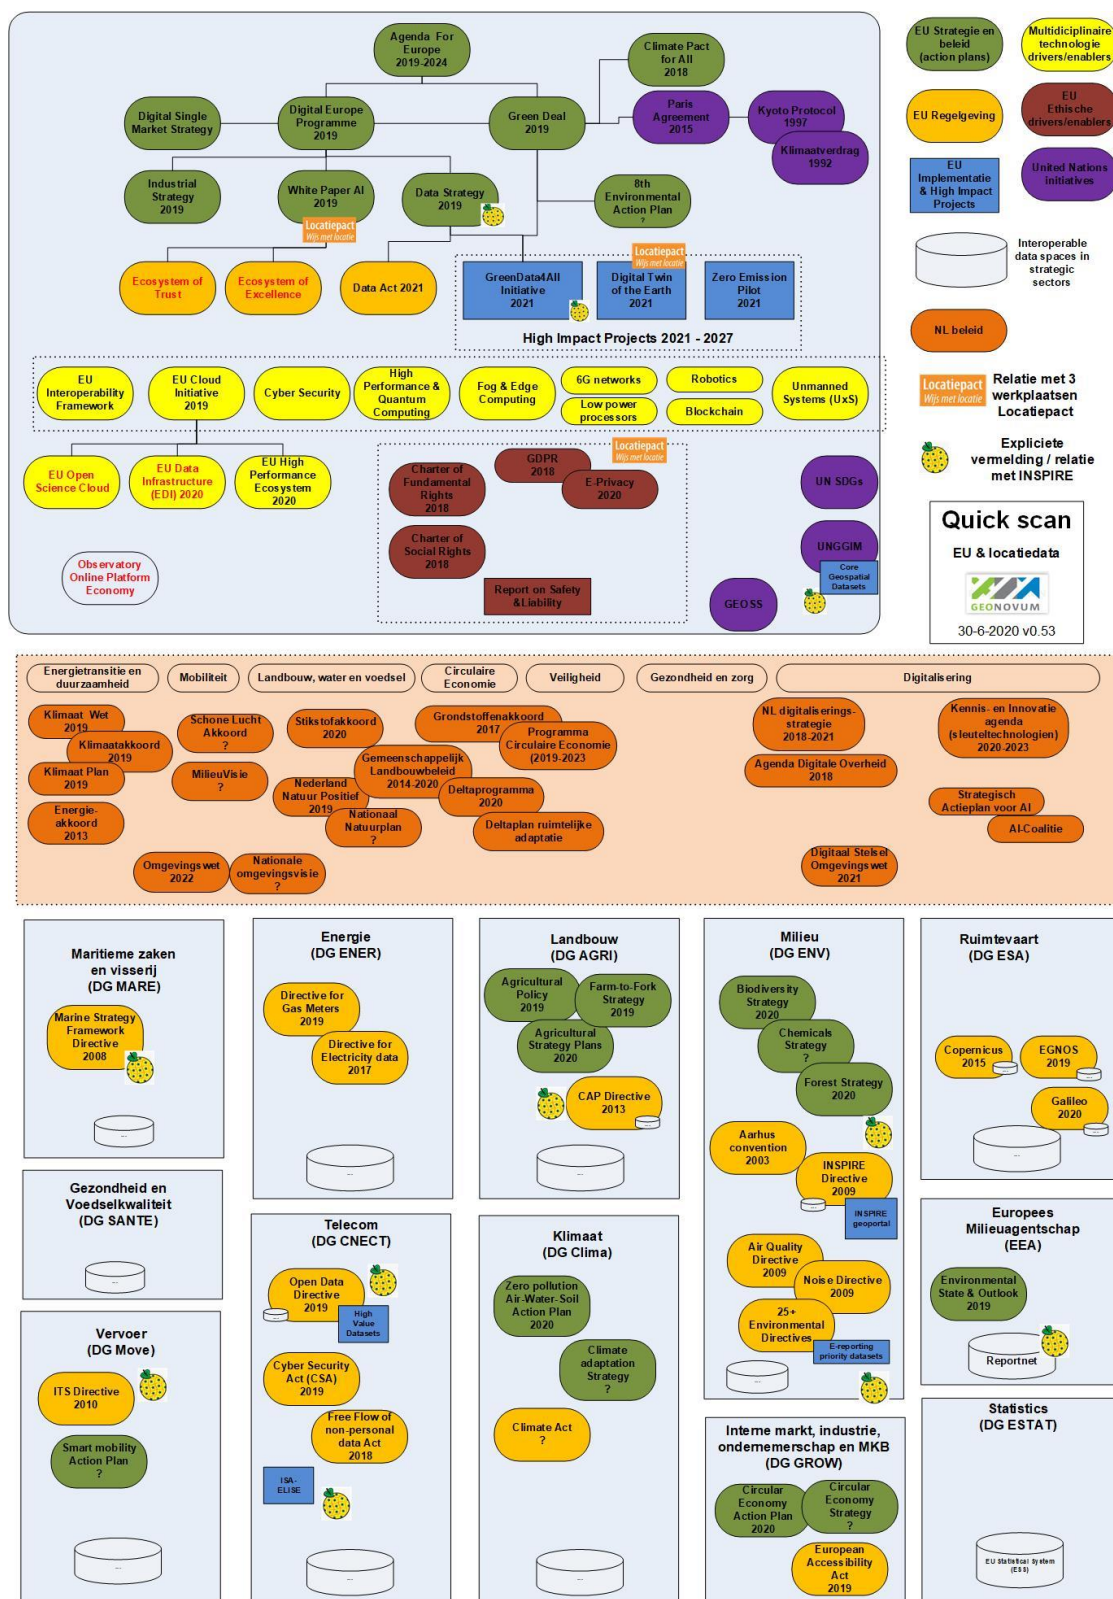 Agenda For
Europe
2019-2024
Climate Pact
for All
2018
Digital Single
Market Strategy
Digital Europe
Programme
2019
Green Deal
2019
Paris
Agreement
2015
Kyoto Protocol
1997
Klimaatverdrag
1992
Industrial
Strategy
2019
White Paper AI
2019
Data Strategy
2019
8th
Environmental
Action Plan
?
Locatiepact
Wijs met locatie
Ecosystem of
Trust
Ecosystem of
Excellence
Data Act 2021
GreenData4All
Initiative
2021
Locatiepact
Wijs met locatie
Digital Twin
of the Earth
2021
Zero Emission
Pilot
2021
High Impact Projects 2021 - 2027
EU
Interoperability
Framework
EU Cloud
Initiative
2019
Cyber Security
High
Performance &
Quantum
Computing
Fog & Edge
Computing
6G networks
Low power
processors
Robotics
Blockchain
Unmanned
Systems (UxS)
EU Open
Science Cloud
EU Data
Infrastructure
(EDI) 2020
EU High
Performance
Ecosystem
2020
Charter of
Fundamental
Rights
2018
GDPR
2018
Locatiepact
Wijs met locatie
E-Privacy
2020
Charter of
Social Rights
2018
Report on Safety
&Liability
UN SDGs
UNGGIM
Core
Geospatial
Datasets
GEOSS
Observatory
Online Platform
Economy
EU Strategie en
beleid
(action plans)
Multidiciplinaire
technologie
drivers/enablers
EU Regelgeving
EU
Ethische
drivers/enablers
EU
Implementatie
& High Impact
Projects
United Nations
initiatives
Interoperable
data spaces in
strategic
sectors
NL beleid
Locatiepact
Wijs met locatie
Relatie met 3
werkplaatsen
Locatiepact
Expliciete
vermelding / relatie
met INSPIRE
Quick scan
EU & locatiedata
GEONOVUM
30-6-2020 v0.53
Energietransitie en
duurzaamheid
Mobiliteit
Landbouw, water en voedsel
Circulaire
Economie
Veiligheid
Gezondheid en zorg
Digitalisering
Klimaat Wet
2019
Klimaatakkoord
2019
Klimaat Plan
2019
Energie-
akkoord
2013
Schone Lucht
Akkoord
?
MilieuVisie
?
Omgevingswet
2022
Nationale
omgevingsvisie
?
Stikstofakkoord
2020
Gemeenschappelijk
Landbouwbeleid
2014-2020
Nederland
Natuur Positief
2019
Nationaal
Natuurplan
?
Grondstoffenakkoord
2017
Programma
Circulaire Economie
(2019-2023
Deltaprogramma
2020
Deltaplan ruimtelijke
adaptatie
NL digitaliserings-
strategie
2018-2021
Agenda Digitale Overheid
2018
Digitaal Stelsel
Omgevingswet
2021
Kennis- en Innovatie
agenda
(sleuteltechnologien)
2020-2023
Strategisch
Actieplan voor AI
AI-Coalitie
Maritieme zaken
en visserij
(DG MARE)
Marine Strategy
Framework
Directive
2008
Gezondheid en
Voedselkwaliteit
(DG SANTE)
Vervoer
(DG Move)
ITS Directive
2010
Smart mobility
Action Plan
?
Energie
(DG ENER)
Directive for
Gas Meters
2019
Directive for
Electricity data
2017
Telecom
(DG CNECT)
Open Data
Directive
2019
High
Value
Datasets
Cyber Security
Act (CSA)
2019
Free Flow of
non-personal
data Act
2018
ISA-
ELISE
Landbouw
(DG AGRI)
Agricultural
Policy
2019
Farm-to-Fork
Strategy
2019
Agricultural
Strategy Plans
2020
CAP Directive
2013
Klimaat
(DG Clima)
Zero pollution
Air-Water-Soil
Action Plan
2020
Climate
adaptation
Strategy
?
Climate Act
?
Milieu
(DG ENV)
Biodiversity
Strategy
2020
Chemicals
Strategy
?
Forest Strategy
2020
Aarhus
convention
2003
INSPIRE
Directive
2009
INSPIRE
geoportal
Air Quality
Directive
2009
Noise Directive
2009
25+
Environmental
Directives
E-reporting
priority datasets
Interne markt, industrie,
ondernemerschap en MKB
(DG GROW)
Circular
Economy
Action Plan
2020
Circular
Economy
Strategy
?
European
Accessibility
Act
2019
Ruimtevaart
(DG ESA)
Copernicus
2015
EGNOS
2019
Galileo
2020
Europees
Milieuagentschap
(EEA)
Environmental
State & Outlook
2019
Reportnet
Statistics
(DG ESTAT)
EU Statistical System
(ESS)